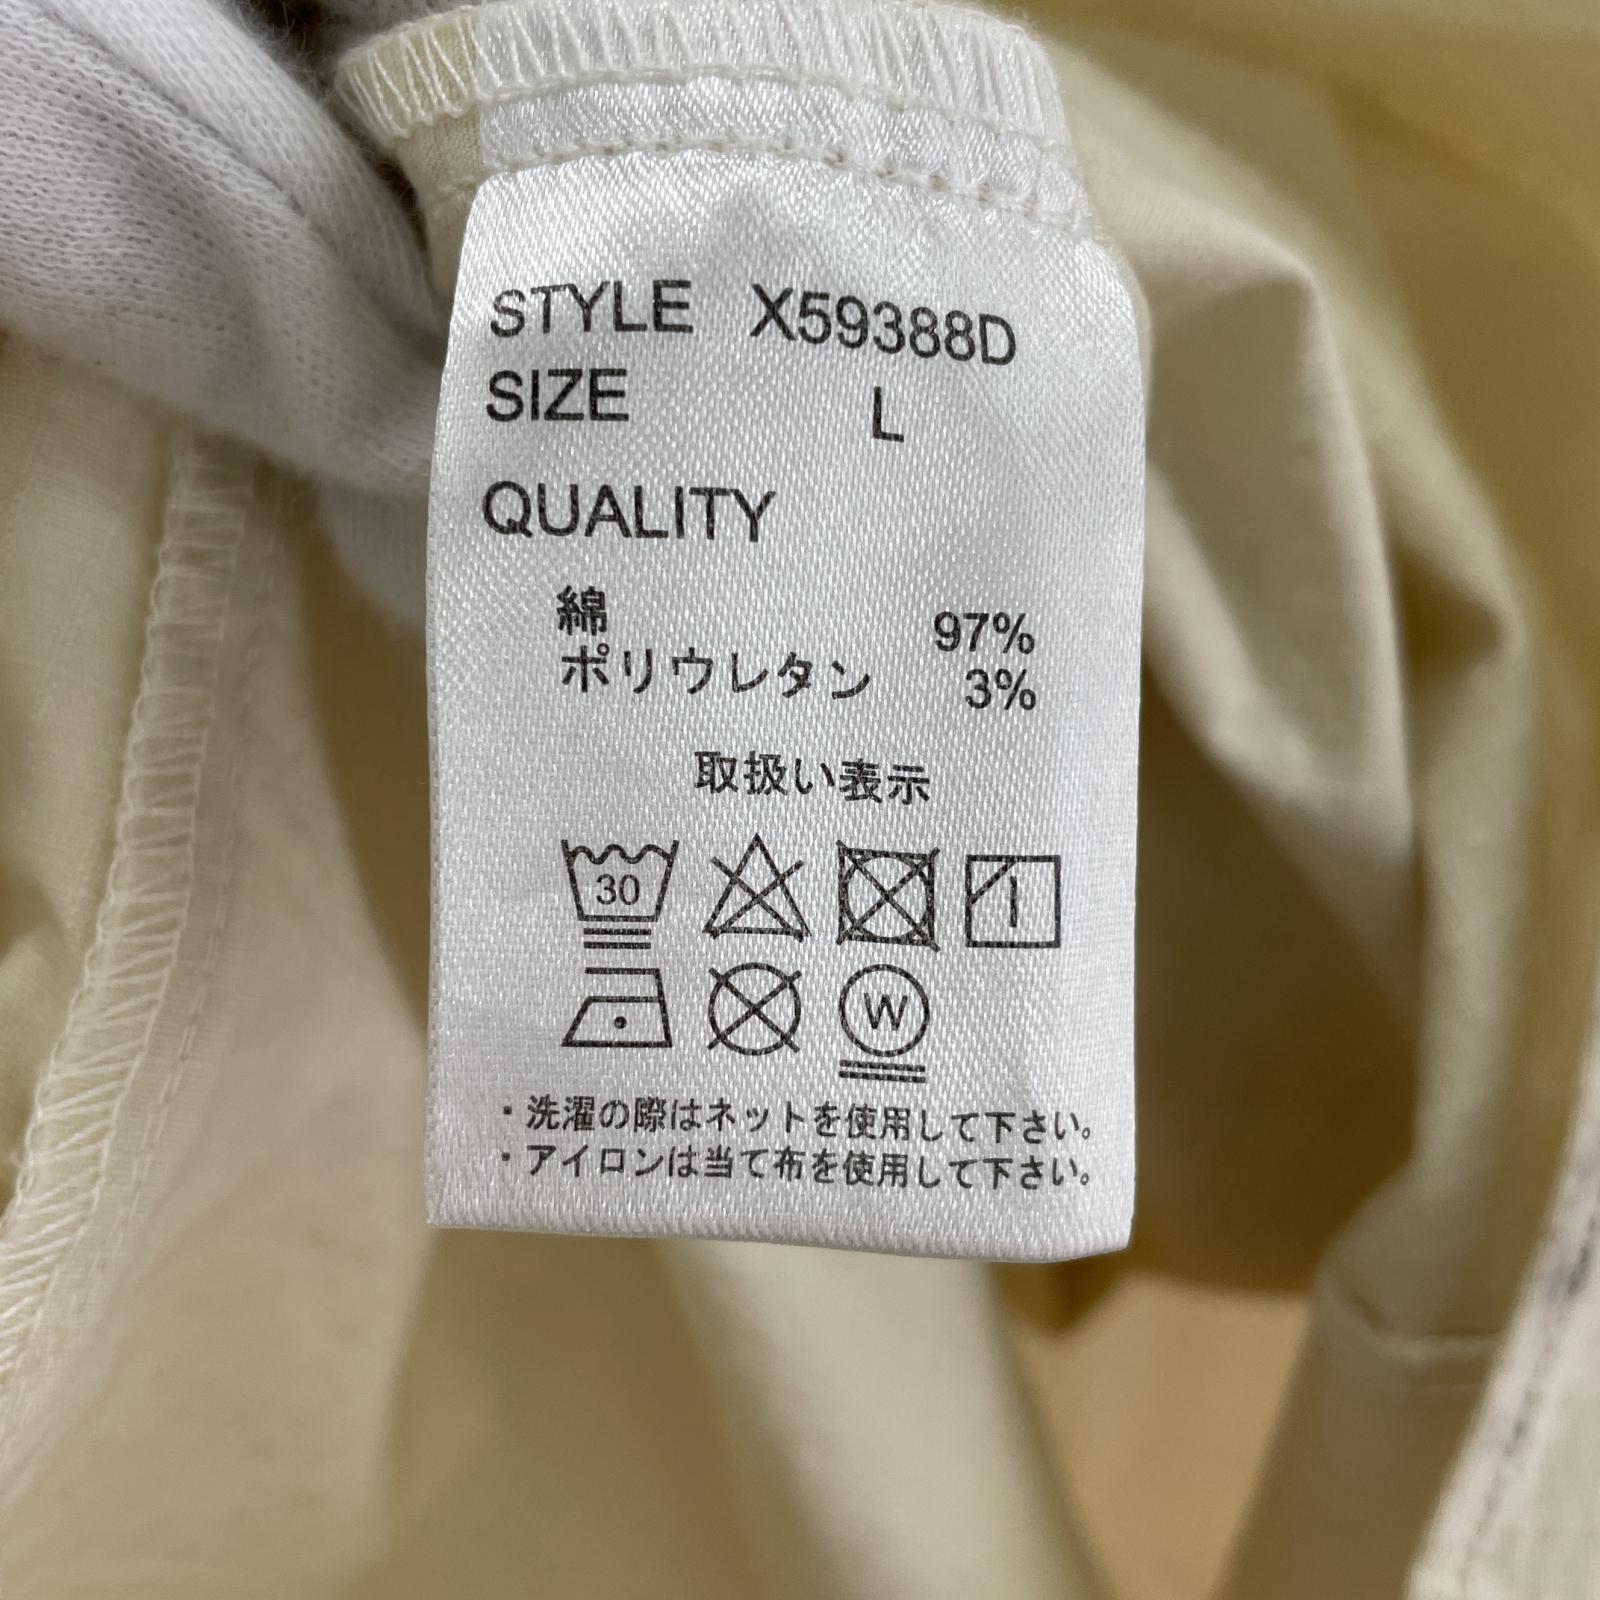 STYLE X59388D
SIZE L
QUALITY
綿 97%
ポリウレタン 3%
取扱い表示
30
W
・洗濯の際はネットを使用して下さい。
・アイロンは当て布を使用して下さい。